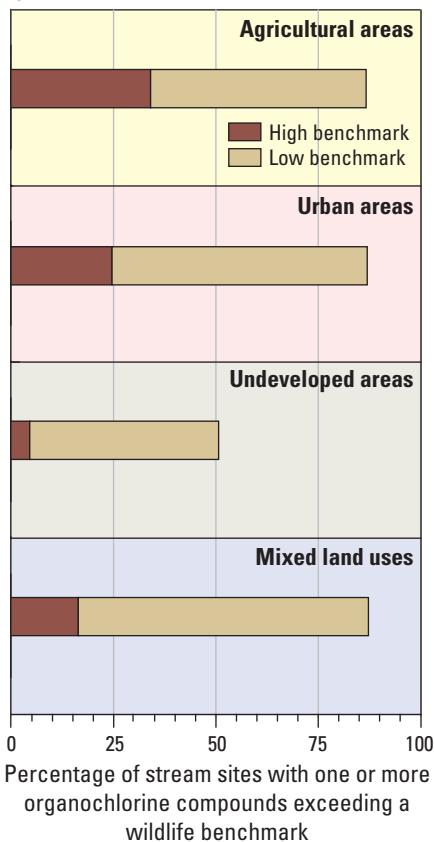 Agricultural areas
High benchmark
Low benchmark
Urban areas
Undeveloped areas
Mixed land uses
0 25 50 75 100
Percentage of stream sites with one or more
organochlorine compounds exceeding a
wildlife benchmark